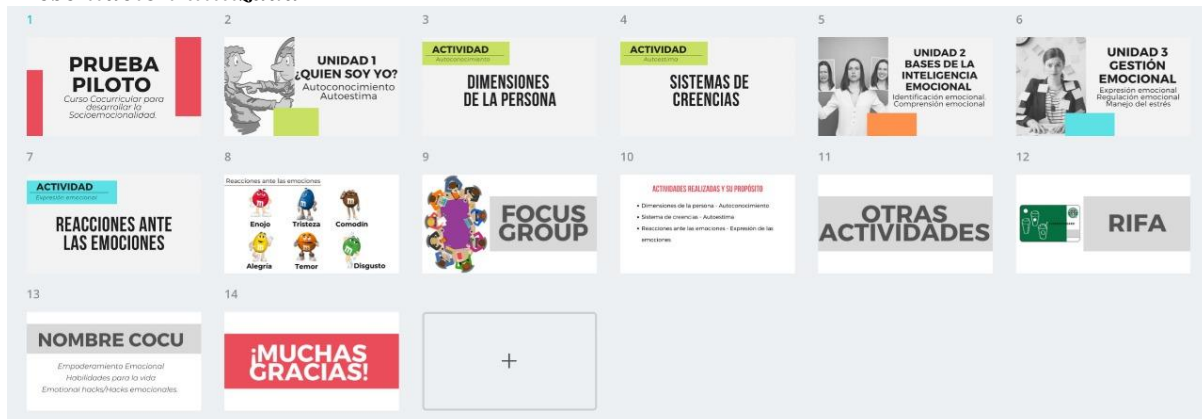 1
PRUEBA
PILOTO
Curso Cocurricular para
desarrollar la
Socioemocionalidad.
2
UNIDAD 1
¿QUIEN SOY YO?
Autoconocimiento
Autoestima
3
ACTIVIDAD
Autoconocimiento
DIMENSIONES
DE LA PERSONA
4
ACTIVIDAD
Autoestima
SISTEMAS DE
CREENCIAS
5
UNIDAD 2
BASES DE LA
INTELIGENCIA
EMOCIONAL
Identificación emocional.
Comprensión emocional
6
UNIDAD 3
GESTIÓN
EMOCIONAL
Expresión emocional
Regulación emocional
Manejo del estrés
7
ACTIVIDAD
Expresión emocional
REACCIONES ANTE
LAS EMOCIONES
8
Reacciones ante las emociones
Enojo
Tristeza
Comodín
Alegría
Temor
Disgusto
9
FOCUS
GROUP
10
ACTIVIDADES REALIZADAS Y SU PROPÓSITO
• Dimensiones de la persona - Autoconocimiento
• Sistema de creencias - Autoestima
• Reacciones ante las emociones - Expresión de las
emociones
11
OTRAS
ACTIVIDADES
12
RIFA
13
NOMBRE COCU
Empoderamiento Emocional
Habilidades para la vida
Emotional hacks/Hacks emocionales.
14
¡MUCHAS
GRACIAS!